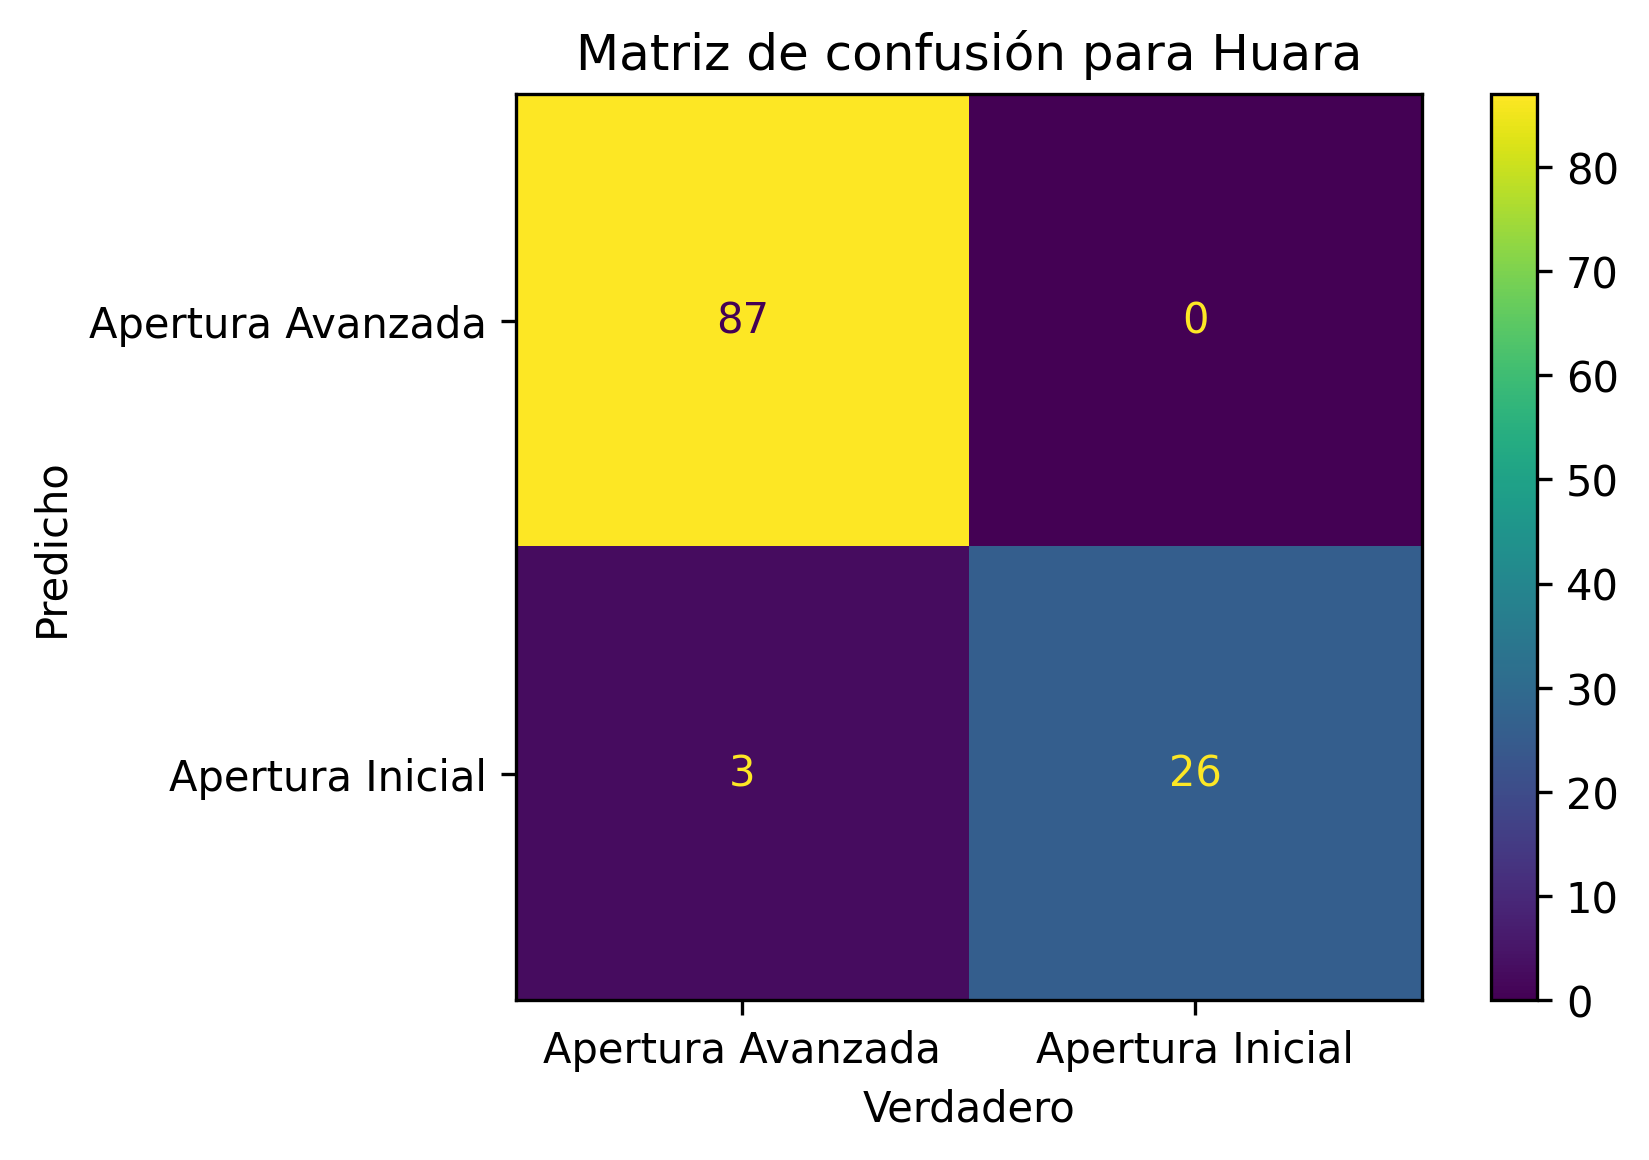 Matriz de confusión para Huara
Predicho
Apertura Avanzada
87
0
Apertura Inicial
3
26
Apertura Avanzada
Apertura Inicial
Verdadero
80
70
60
50
40
30
20
10
0